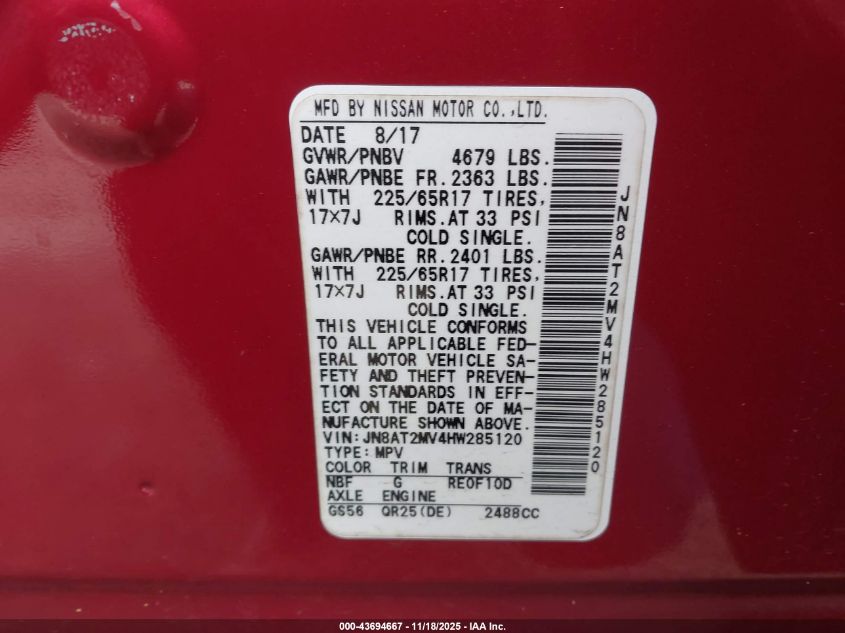 MFD BY NISSAN MOTOR CO.,LTD.
DATE 8/17
GVWR/PNBV 4679 LBS.
GAWR/PNBE FR.2363 LBS.
WITH 225/65R17 TIRES,
17×7J RIMS.AT 33 PSI
COLD SINGLE.
GAWR/PNBE RR.2401 LBS.
WITH 225/65R17 TIRES,
17×7J RIMS.AT 33 PSI
COLD SINGLE.
THIS VEHICLE CONFORMS
TO ALL APPLICABLE FED-
ERAL MOTOR VEHICLE SA-
FETY AND THEFT PREVEN-
TION STANDARDS IN EFF-
ECT ON THE DATE OF MA-
NUFACTURE SHOWN ABOVE.
VIN:JN8AT2MV4HW285120
TYPE:MPV
COLOR TRIM TRANS
NBF G RE0F10D
AXLE ENGINE
GS56 QR25(DE) 2488CC
JN8AT2MV4HW285120
000-43694667 - 11/18/2025 - IAA Inc.